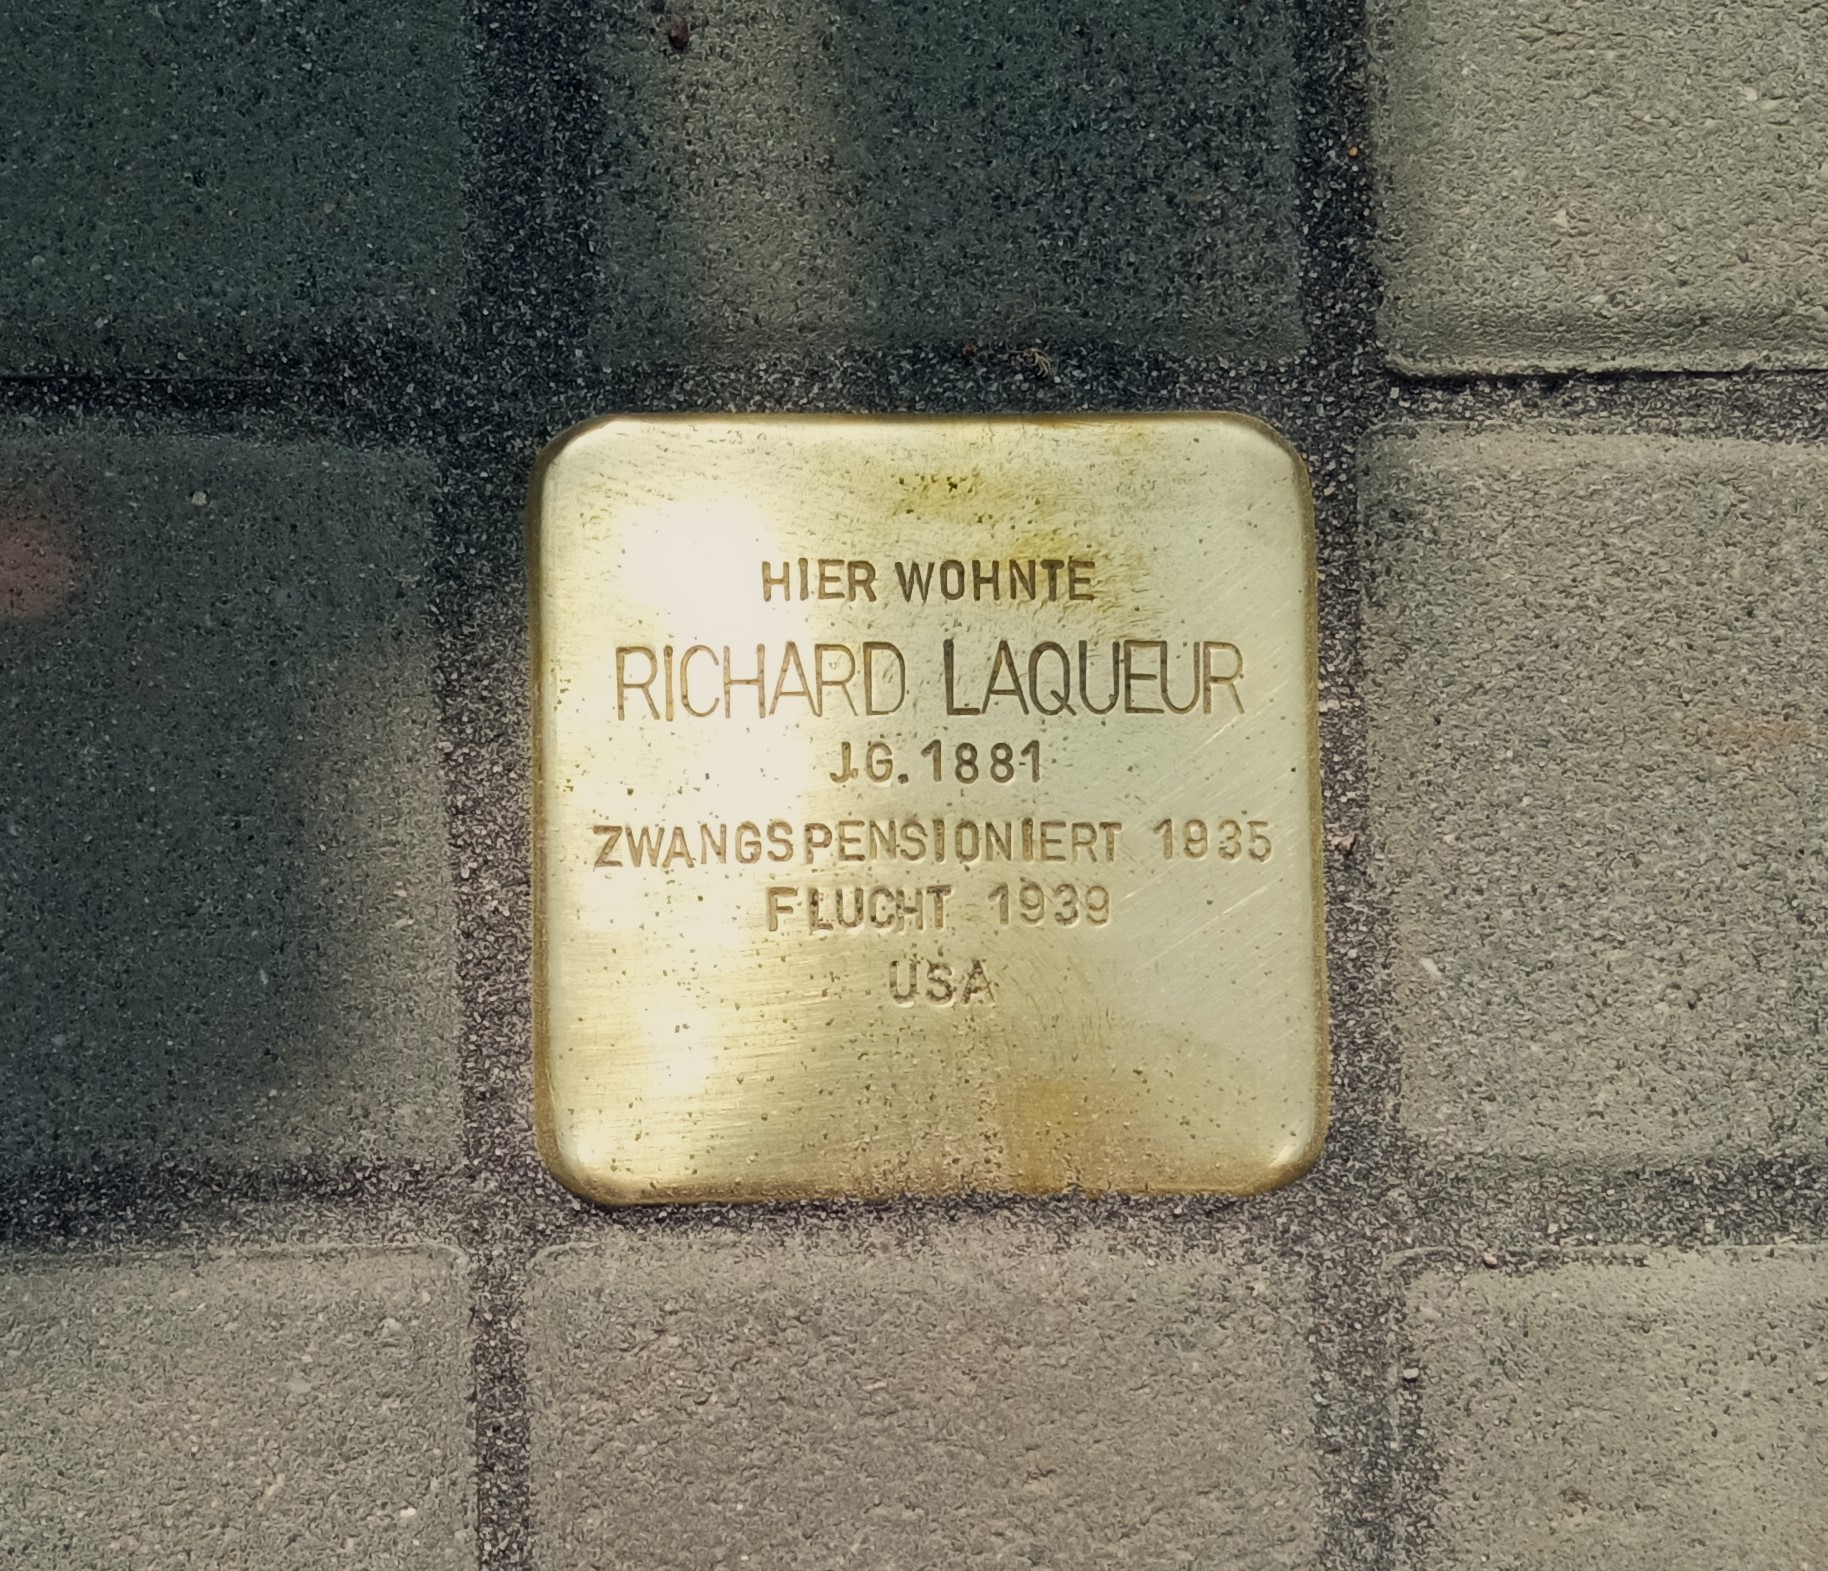 HIER WOHNTE
RICHARD LAQUEUR
J.G. 1881
ZWANGSPENSIONIERT 1935
FLUCHT 1939
USA